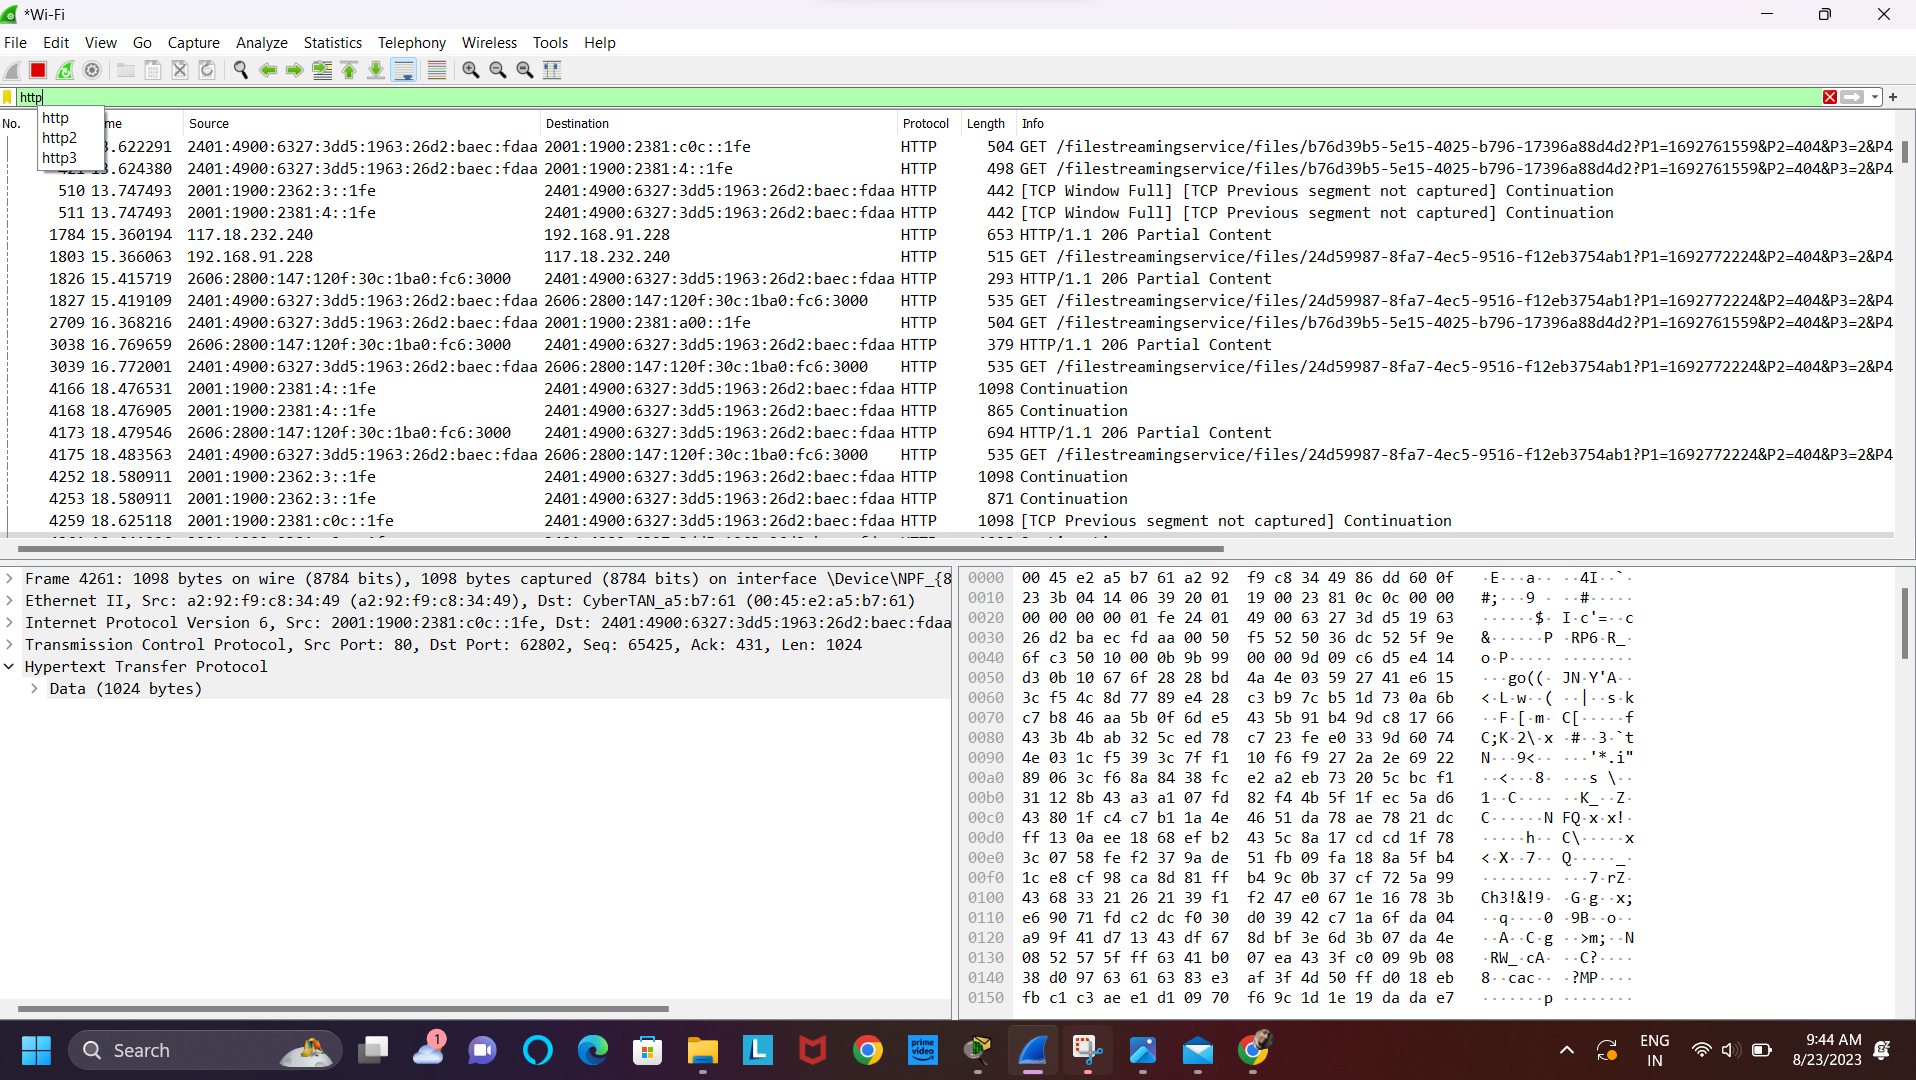 *Wi-Fi
File Edit View Go Capture Analyze Statistics Telephony Wireless Tools Help
http
http
http2
http3
No. me Source Destination Protocol Length Info
3.622291 2401:4900:6327:3dd5:1963:26d2:baec:fdaa 2001:1900:2381:c0c::1fe HTTP 504 GET /filestreamingservice/files/b76d39b5-5e15-4025-b796-17396a88d4d2?P1=1692761559&P2=404&P3=2&P4
421 13.624380 2401:4900:6327:3dd5:1963:26d2:baec:fdaa 2001:1900:2381:4::1fe HTTP 498 GET /filestreamingservice/files/b76d39b5-5e15-4025-b796-17396a88d4d2?P1=1692761559&P2=404&P3=2&P4
510 13.747493 2001:1900:2362:3::1fe 2401:4900:6327:3dd5:1963:26d2:baec:fdaa HTTP 442 [TCP Window Full] [TCP Previous segment not captured] Continuation
511 13.747493 2001:1900:2381:4::1fe 2401:4900:6327:3dd5:1963:26d2:baec:fdaa HTTP 442 [TCP Window Full] [TCP Previous segment not captured] Continuation
1784 15.360194 117.18.232.240 192.168.91.228 HTTP 653 HTTP/1.1 206 Partial Content
1803 15.366063 192.168.91.228 117.18.232.240 HTTP 515 GET /filestreamingservice/files/24d59987-8fa7-4ec5-9516-f12eb3754ab1?P1=1692772224&P2=404&P3=2&P4
1826 15.415719 2606:2800:147:120f:30c:1ba0:fc6:3000 2401:4900:6327:3dd5:1963:26d2:baec:fdaa HTTP 293 HTTP/1.1 206 Partial Content
1827 15.419109 2401:4900:6327:3dd5:1963:26d2:baec:fdaa 2606:2800:147:120f:30c:1ba0:fc6:3000 HTTP 535 GET /filestreamingservice/files/24d59987-8fa7-4ec5-9516-f12eb3754ab1?P1=1692772224&P2=404&P3=2&P4
2709 16.368216 2401:4900:6327:3dd5:1963:26d2:baec:fdaa 2001:1900:2381:a00::1fe HTTP 504 GET /filestreamingservice/files/b76d39b5-5e15-4025-b796-17396a88d4d2?P1=1692761559&P2=404&P3=2&P4
3038 16.769659 2606:2800:147:120f:30c:1ba0:fc6:3000 2401:4900:6327:3dd5:1963:26d2:baec:fdaa HTTP 379 HTTP/1.1 206 Partial Content
3039 16.772001 2401:4900:6327:3dd5:1963:26d2:baec:fdaa 2606:2800:147:120f:30c:1ba0:fc6:3000 HTTP 535 GET /filestreamingservice/files/24d59987-8fa7-4ec5-9516-f12eb3754ab1?P1=1692772224&P2=404&P3=2&P4
4166 18.476531 2001:1900:2381:4::1fe 2401:4900:6327:3dd5:1963:26d2:baec:fdaa HTTP 1098 Continuation
4168 18.476905 2001:1900:2381:4::1fe 2401:4900:6327:3dd5:1963:26d2:baec:fdaa HTTP 865 Continuation
4173 18.479546 2606:2800:147:120f:30c:1ba0:fc6:3000 2401:4900:6327:3dd5:1963:26d2:baec:fdaa HTTP 694 HTTP/1.1 206 Partial Content
4175 18.483563 2401:4900:6327:3dd5:1963:26d2:baec:fdaa 2606:2800:147:120f:30c:1ba0:fc6:3000 HTTP 535 GET /filestreamingservice/files/24d59987-8fa7-4ec5-9516-f12eb3754ab1?P1=1692772224&P2=404&P3=2&P4
4252 18.580911 2001:1900:2362:3::1fe 2401:4900:6327:3dd5:1963:26d2:baec:fdaa HTTP 1098 Continuation
4253 18.580911 2001:1900:2362:3::1fe 2401:4900:6327:3dd5:1963:26d2:baec:fdaa HTTP 871 Continuation
4259 18.625118 2001:1900:2381:c0c::1fe 2401:4900:6327:3dd5:1963:26d2:baec:fdaa HTTP 1098 [TCP Previous segment not captured] Continuation
Frame 4261: 1098 bytes on wire (8784 bits), 1098 bytes captured (8784 bits) on interface \Device\NPF_{8
Ethernet II, Src: a2:92:f9:c8:34:49 (a2:92:f9:c8:34:49), Dst: CyberTAN_a5:b7:61 (00:45:e2:a5:b7:61)
Internet Protocol Version 6, Src: 2001:1900:2381:c0c::1fe, Dst: 2401:4900:6327:3dd5:1963:26d2:baec:fdaa
Transmission Control Protocol, Src Port: 80, Dst Port: 62802, Seq: 65425, Ack: 431, Len: 1024
Hypertext Transfer Protocol
Data (1024 bytes)
0000 00 45 e2 a5 b7 61 a2 92 f9 c8 34 49 86 dd 60 0f ·E···a·· ··4I··`·
0010 23 3b 04 14 06 39 20 01 19 00 23 81 0c 0c 00 00 #;···9 · ··#·····
0020 00 00 00 00 01 fe 24 01 49 00 63 27 3d d5 19 63 ······$· I·c'=··c
0030 26 d2 ba ec fd aa 00 50 f5 52 50 36 dc 52 5f 9e &······P ·RP6·R_·
0040 6f c3 50 10 00 0b 9b 99 00 00 9d 09 c6 d5 e4 14 o·P····· ········
0050 d3 0b 10 67 6f 28 28 bd 4a 4e 03 59 27 41 e6 15 ···go((· JN·Y'A··
0060 3c f5 4c 8d 77 89 e4 28 c3 b9 7c b5 1d 73 0a 6b <·L·w··( ··|··s·k
0070 c7 b8 46 aa 5b 0f 6d e5 43 5b 91 b4 9d c8 17 66 ··F·[·m· C[·····f
0080 43 3b 4b ab 32 5c ed 78 c7 23 fe e0 33 9d 60 74 C;K·2\·x ·#··3·`t
0090 4e 03 1c f5 39 3c 7f f1 10 f6 f9 27 2a 2e 69 22 N···9<·· ···'*.i"
00a0 89 06 3c f6 8a 84 38 fc e2 a2 eb 73 20 5c bc f1 ··<···8· ···s \··
00b0 31 12 8b 43 a3 a1 07 fd 82 f4 4b 5f 1f ec 5a d6 1··C···· ··K_··Z·
00c0 43 80 1f c4 c7 b1 1a 4e 46 51 da 78 ae 78 21 dc C······N FQ·x·x!·
00d0 ff 13 0a ee 18 68 ef b2 43 5c 8a 17 cd cd 1f 78 ·····h·· C\·····x
00e0 3c 07 58 fe f2 37 9a de 51 fb 09 fa 18 8a 5f b4 <·X··7·· Q·····_·
00f0 1c e8 cf 98 ca 8d 81 ff b4 9c 0b 37 cf 72 5a 99 ········ ···7·rZ·
0100 43 68 33 21 26 21 39 f1 f2 47 e0 67 1e 16 78 3b Ch3!&!9· ·G·g··x;
0110 e6 90 71 fd c2 dc f0 30 d0 39 42 c7 1a 6f da 04 ··q····0 ·9B··o··
0120 a9 9f 41 d7 13 43 df 67 8d bf 3e 6d 3b 07 da 4e ··A··C·g ··>m;··N
0130 08 52 57 5f ff 63 41 b0 07 ea 43 3f c0 09 9b 08 ·RW_·cA· ··C?····
0140 38 d0 97 63 61 63 83 e3 af 3f 4d 50 ff d0 18 eb 8··cac·· ·?MP····
0150 fb c1 c3 ae e1 d1 09 70 f6 9c 1d 1e 19 da da e7 ·······p ········
Search
1
L
prime video
ENG
IN
9:44 AM
8/23/2023